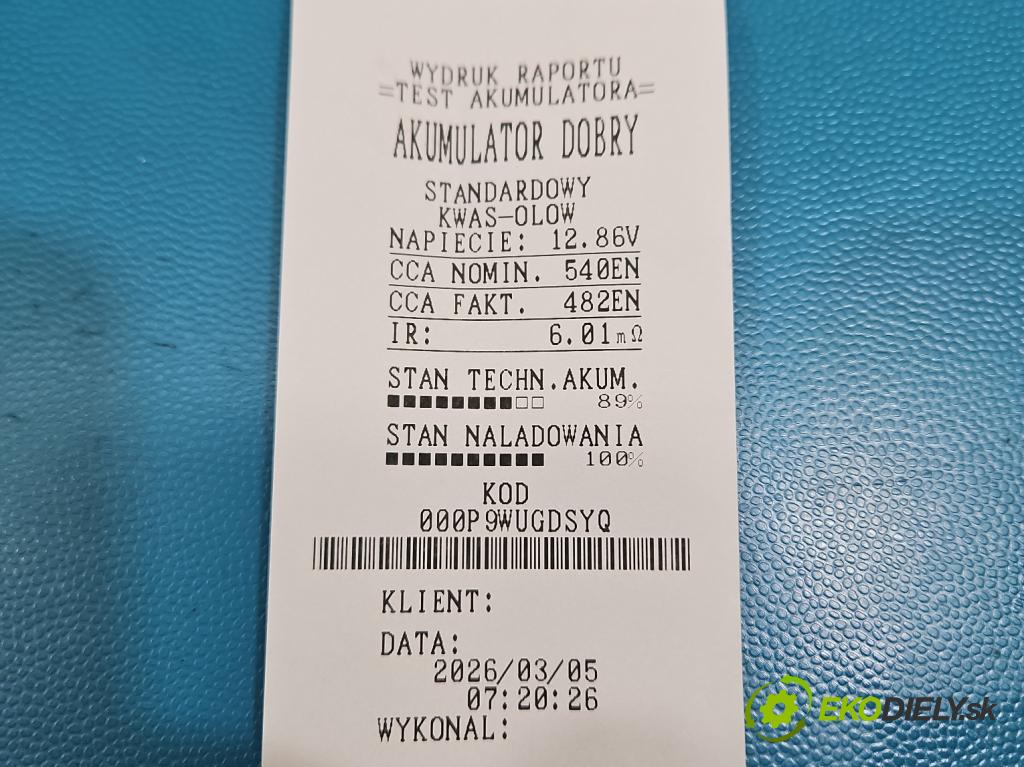 WYDRUK RAPORTU
=TEST AKUMULATORA=
AKUMULATOR DOBRY
STANDARDOWY
KWAS-OLOW
NAPIECIE: 12.86V
CCA NOMIN. 540EN
CCA FAKT. 482EN
IR: 6.01mΩ
STAN TECHN.AKUM.
89%
STAN NALADOWANIA
100%
KOD
000P9WUGDSYQ
KLIENT:
DATA:
2026/03/05
07:20:26
WYKONAL:
EKODIELY.sk